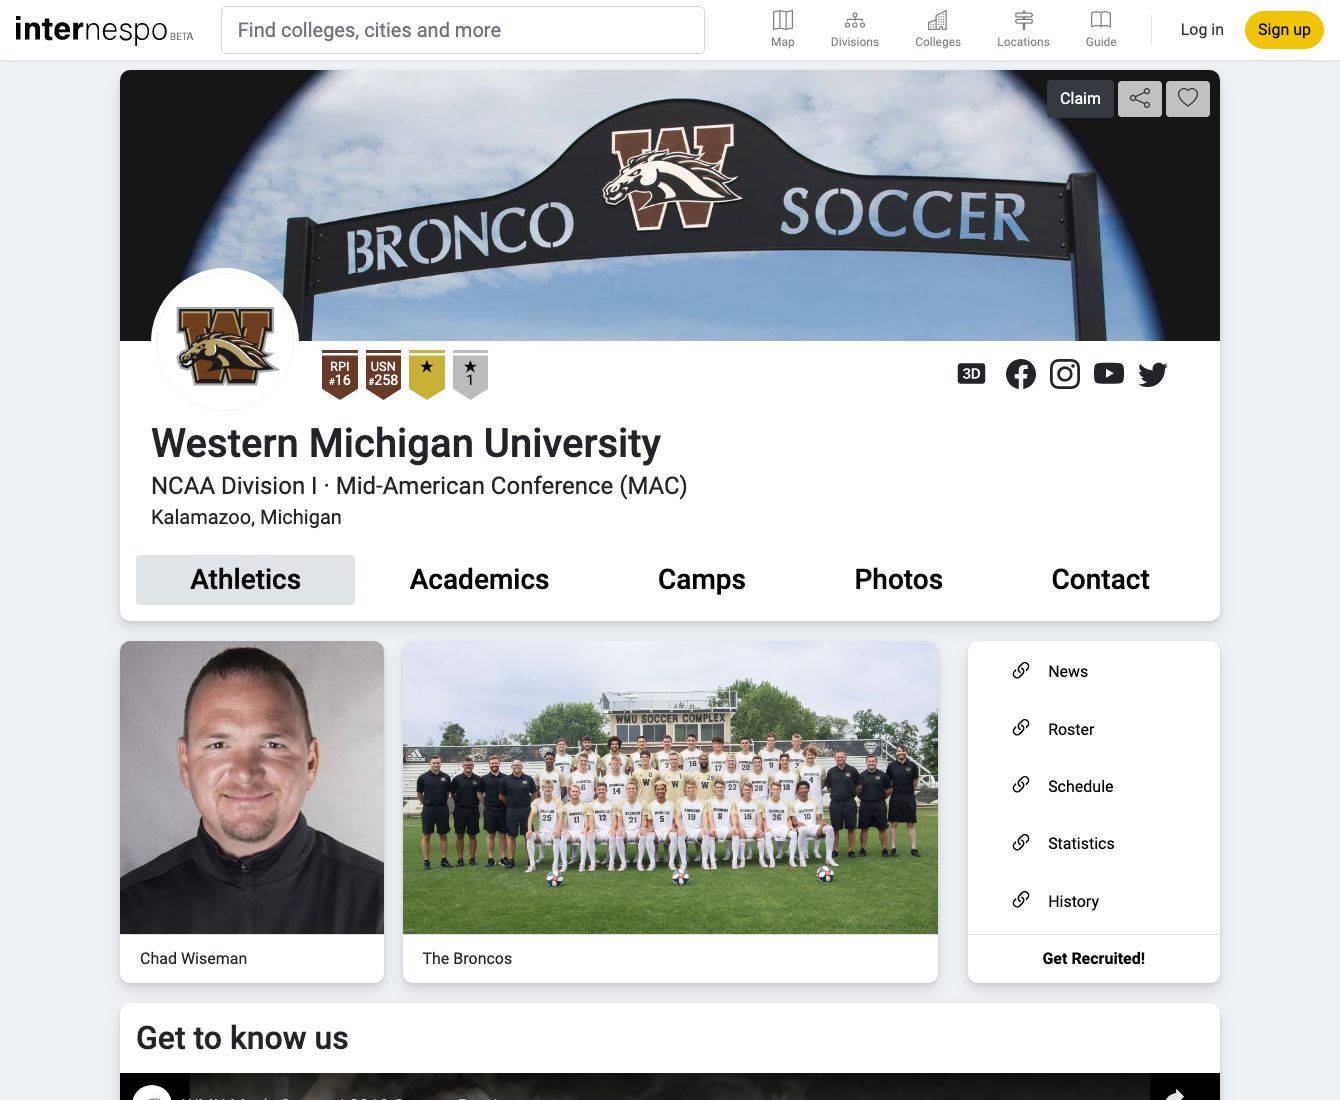 internespo BETA
Find colleges, cities and more
Map
Divisions
Colleges
Locations
Guide
Log in
Sign up
Claim
BRONCO W SOCCER
W
RPI
#16
USN
#258
★
★
1
3D
Western Michigan University
NCAA Division I · Mid-American Conference (MAC)
Kalamazoo, Michigan
Athletics
Academics
Camps
Photos
Contact
WMU SOCCER COMPLEX
adidas
Chad Wiseman
The Broncos
News
Roster
Schedule
Statistics
History
Get Recruited!
Get to know us